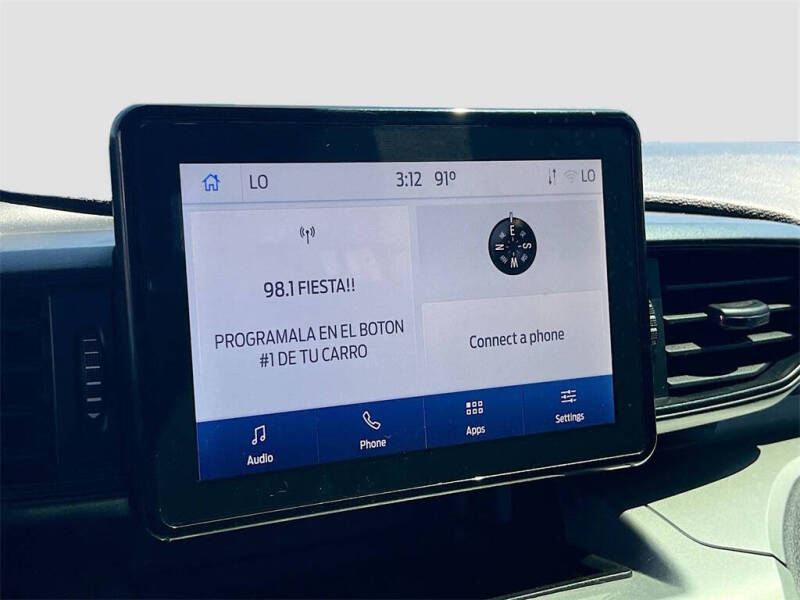 LO 3:12 91° LO
98.1 FIESTA!!
PROGRAMALA EN EL BOTON
#1 DE TU CARRO
E
N S
W
Connect a phone
Audio Phone Apps Settings